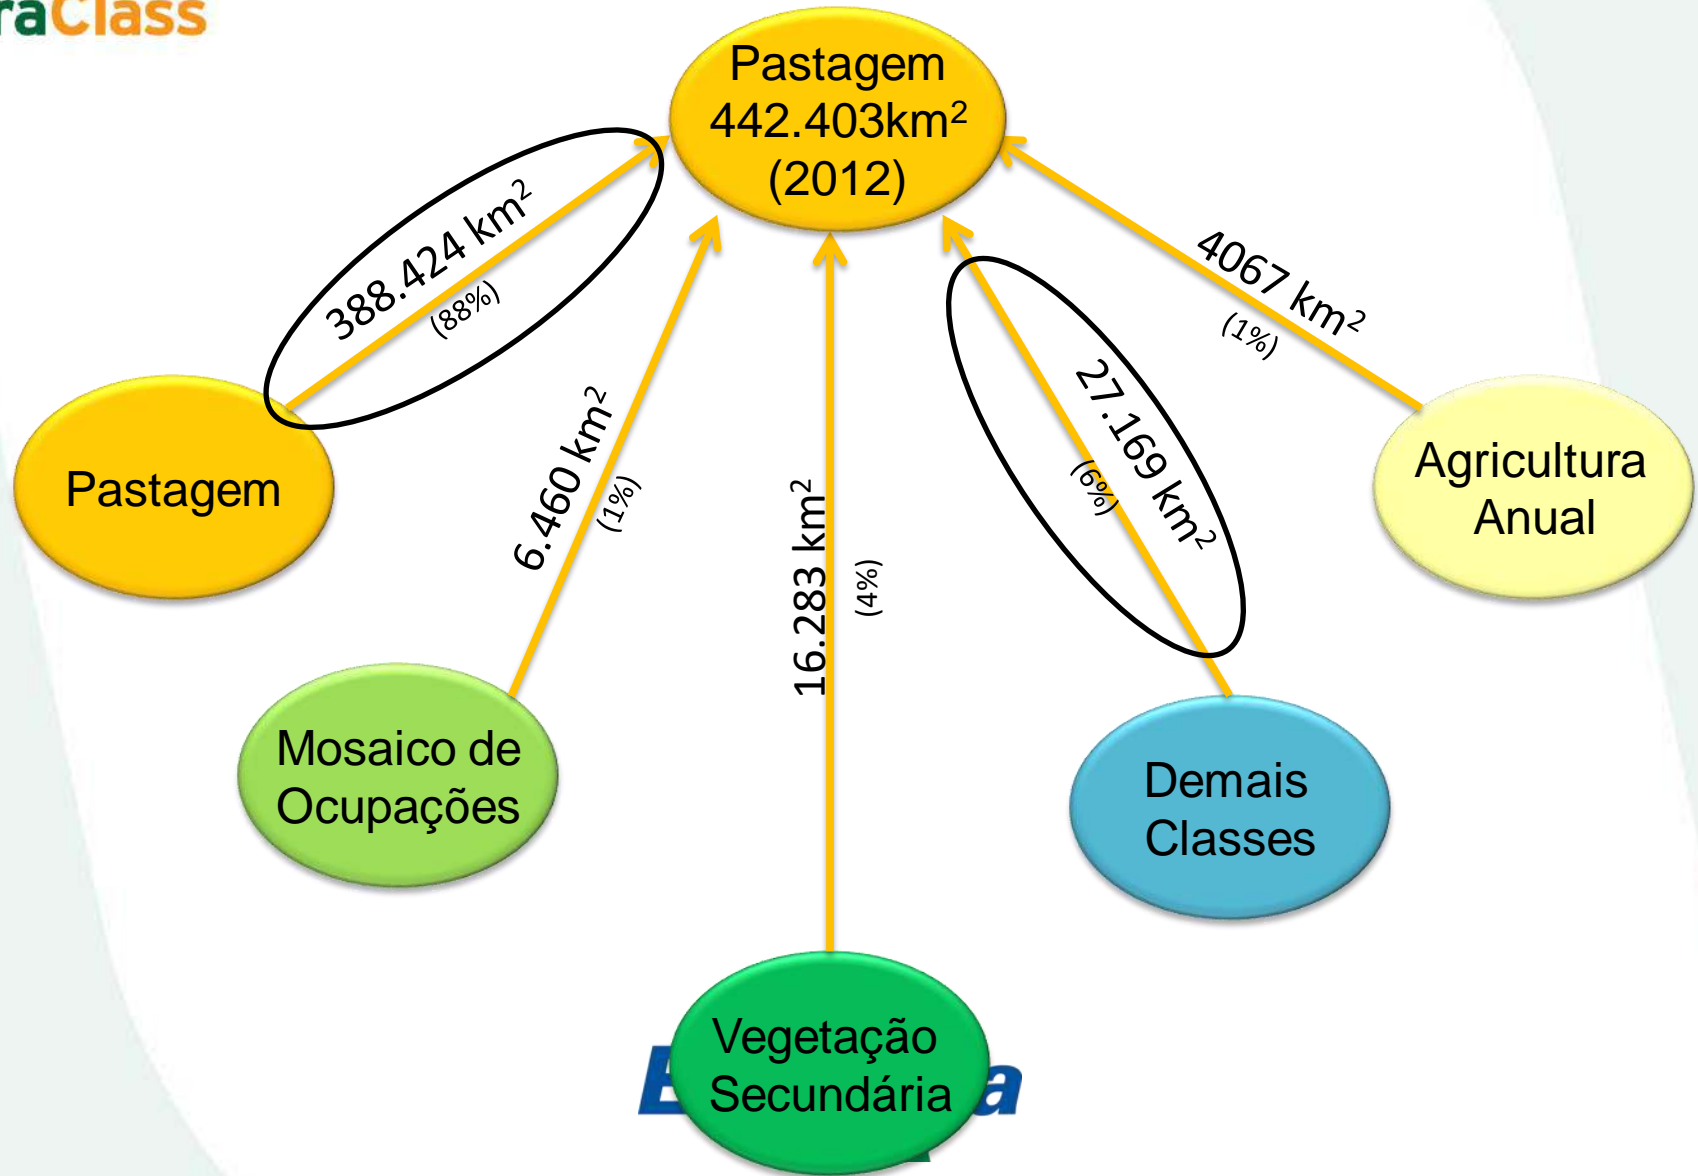 raClass
Pastagem
442.403km²
(2012)
388.424 km²
(88%)
4067 km²
(1%)
27.169 km²
(6%)
6.460 km²
(1%)
16.283 km²
(4%)
Pastagem
Agricultura
Anual
Mosaico de
Ocupações
Demais
Classes
Vegetação
Secundária